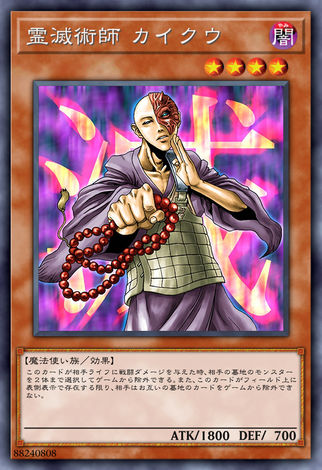 霊滅術師 カイクウ
やみ
闇
【魔法使い族／効果】
このカードが相手ライフに戦闘ダメージを与えた時、相手の墓地のモンスター
を２体まで選択してゲームから除外できる。また、このカードがフィールド上に
表側表示で存在する限り、相手はお互いの墓地のカードをゲームから除外でき
ない。
ATK/1800 DEF/ 700
88240808